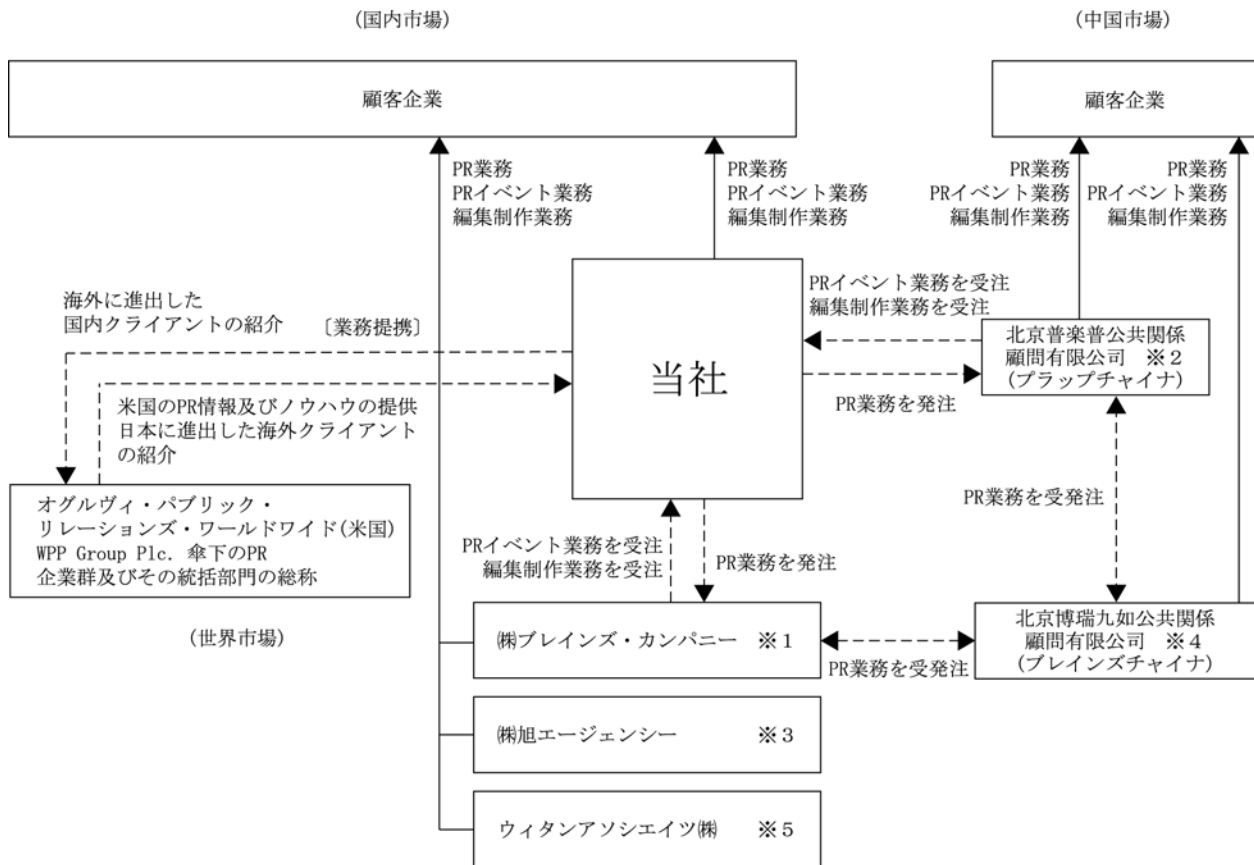 (国内市場)
(中国市場)
顧客企業
顧客企業
PR業務
PRイベント業務
編集制作業務
PR業務
PRイベント業務
編集制作業務
PR業務
PRイベント業務
編集制作業務
PR業務
PRイベント業務
編集制作業務
海外に進出した
国内クライアントの紹介
〔業務提携〕
当社
PRイベント業務を受注
編集制作業務を受注
北京普楽普公共関係
顧問有限公司 ※2
(プラップチャイナ)
PR業務を発注
米国のPR情報及びノウハウの提供
日本に進出した海外クライアント
の紹介
オグルヴィ・パブリック・
リレーションズ・ワールドワイド(米国)
WPP Group Plc. 傘下のPR
企業群及びその統括部門の総称
(世界市場)
PRイベント業務を受注
編集制作業務を受注
PR業務を発注
PR業務を受発注
㈱ブレインズ・カンパニー ※1
PR業務を受発注
北京博瑞九如公共関係
顧問有限公司 ※4
(ブレインズチャイナ)
㈱旭エージェンシー ※3
ウィタンアソシエイツ㈱ ※5